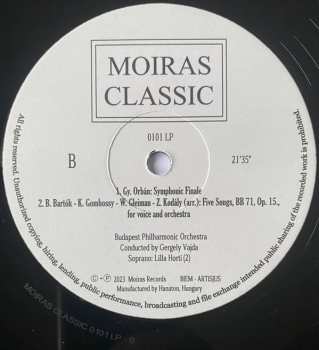 MOIRAS
CLASSIC
0101 LP
B
21'35"
1. Gy. Orbán: Symphonic Finale
2. B. Bartók - K. Gombossy - W. Gleiman - Z. Kodály (arr.): Five Songs, BB 71, Op. 15.,
for voice and orchestra
Budapest Philharmonic Orchestra
Conducted by Gergely Vajda
Soprano: Lilla Horti (2)
© + ℗ 2023 Moiras Records BIEM - ARTISJUS
Manufactured by Hanaton, Hungary
All rights reserved. Unauthorized copying, hiring, lending, public performance, broadcasting and file exchange intended public sharing of the recorded work is prohibited.
MOIRAS CLASSIC 0101 LP - B